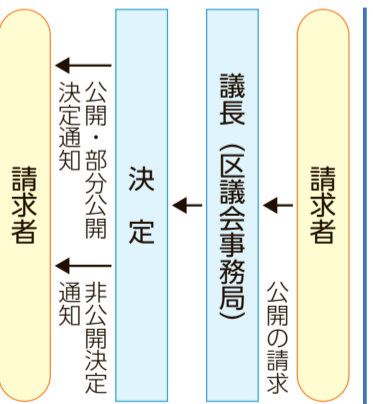 請求者
公開の請求
議長（区議会事務局）
決定
公開・部分公開
決定通知
非公開決定
通知
請求者